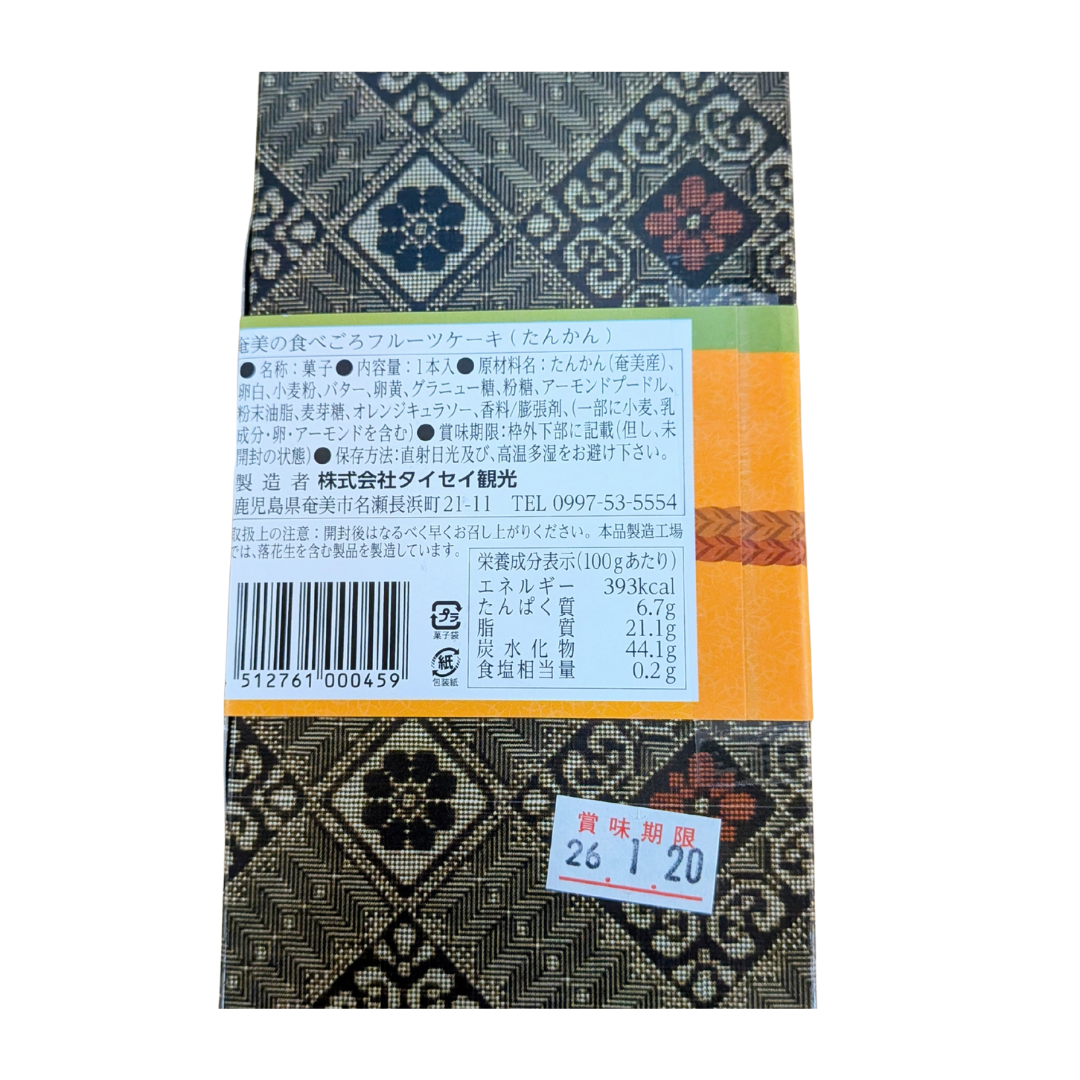 奄美の食べごろフルーツケーキ(たんかん)
●名称：菓子●内容量：1本入●原材料名：たんかん(奄美産)、
卵白、小麦粉、バター、卵黄、グラニュー糖、粉糖、アーモンドプードル、
粉末油脂、麦芽糖、オレンジキュラソー、香料/膨張剤、(一部に小麦、乳
成分・卵・アーモンドを含む)●賞味期限：枠外下部に記載(但し、未
開封の状態)●保存方法：直射日光及び、高温多湿をお避け下さい。
製造者 株式会社タイセイ観光
鹿児島県奄美市名瀬長浜町21-11 TEL 0997-53-5554
取扱上の注意：開封後はなるべく早くお召し上がりください。本品製造工場
では、落花生を含む製品を製造しています。
栄養成分表示(100gあたり)
エネルギー 393kcal
たんぱく質 6.7g
脂質 21.1g
炭水化物 44.1g
食塩相当量 0.2g
プラ
菓子袋
紙
包装紙
512761 000459
賞味期限
26.1.20